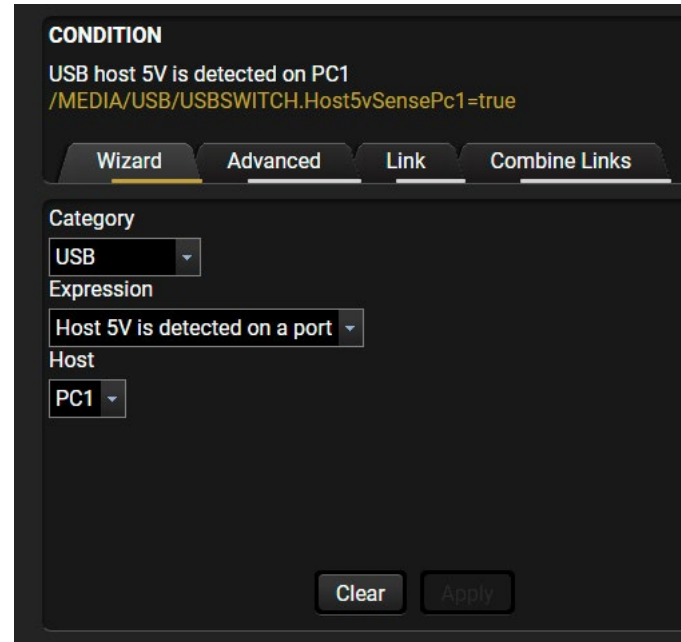 CONDITION
USB host 5V is detected on PC1
/MEDIA/USB/USBSWITCH.Host5vSensePc1=true
Wizard Advanced Link Combine Links
Category
USB
Expression
Host 5V is detected on a port
Host
PC1
Clear Apply